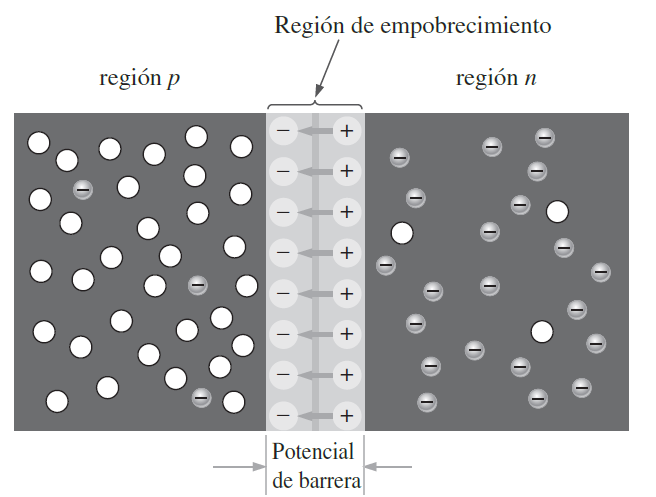 Región de empobrecimiento
región p
región n
Potencial
de barrera